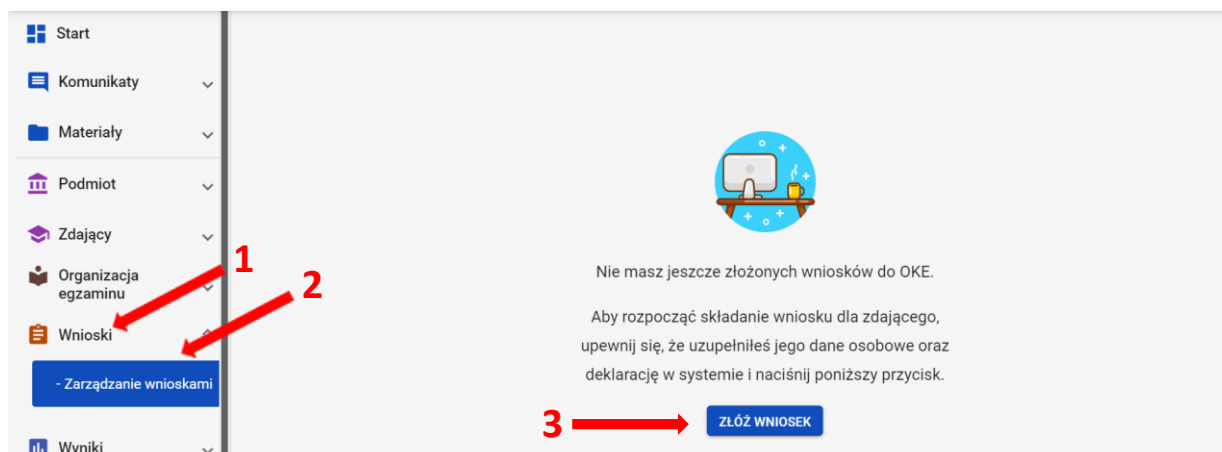 Start
Komunikaty
Materiały
Podmiot
Zdający
Organizacja
egzaminu
Wnioski
- Zarządzanie wnioskami
Wyniki
1
2
Nie masz jeszcze złożonych wniosków do OKE.
Aby rozpocząć składanie wniosku dla zdającego,
upewnij się, że uzupełniłeś jego dane osobowe oraz
deklarację w systemie i naciśnij poniższy przycisk.
3
ZŁÓŻ WNIOSEK